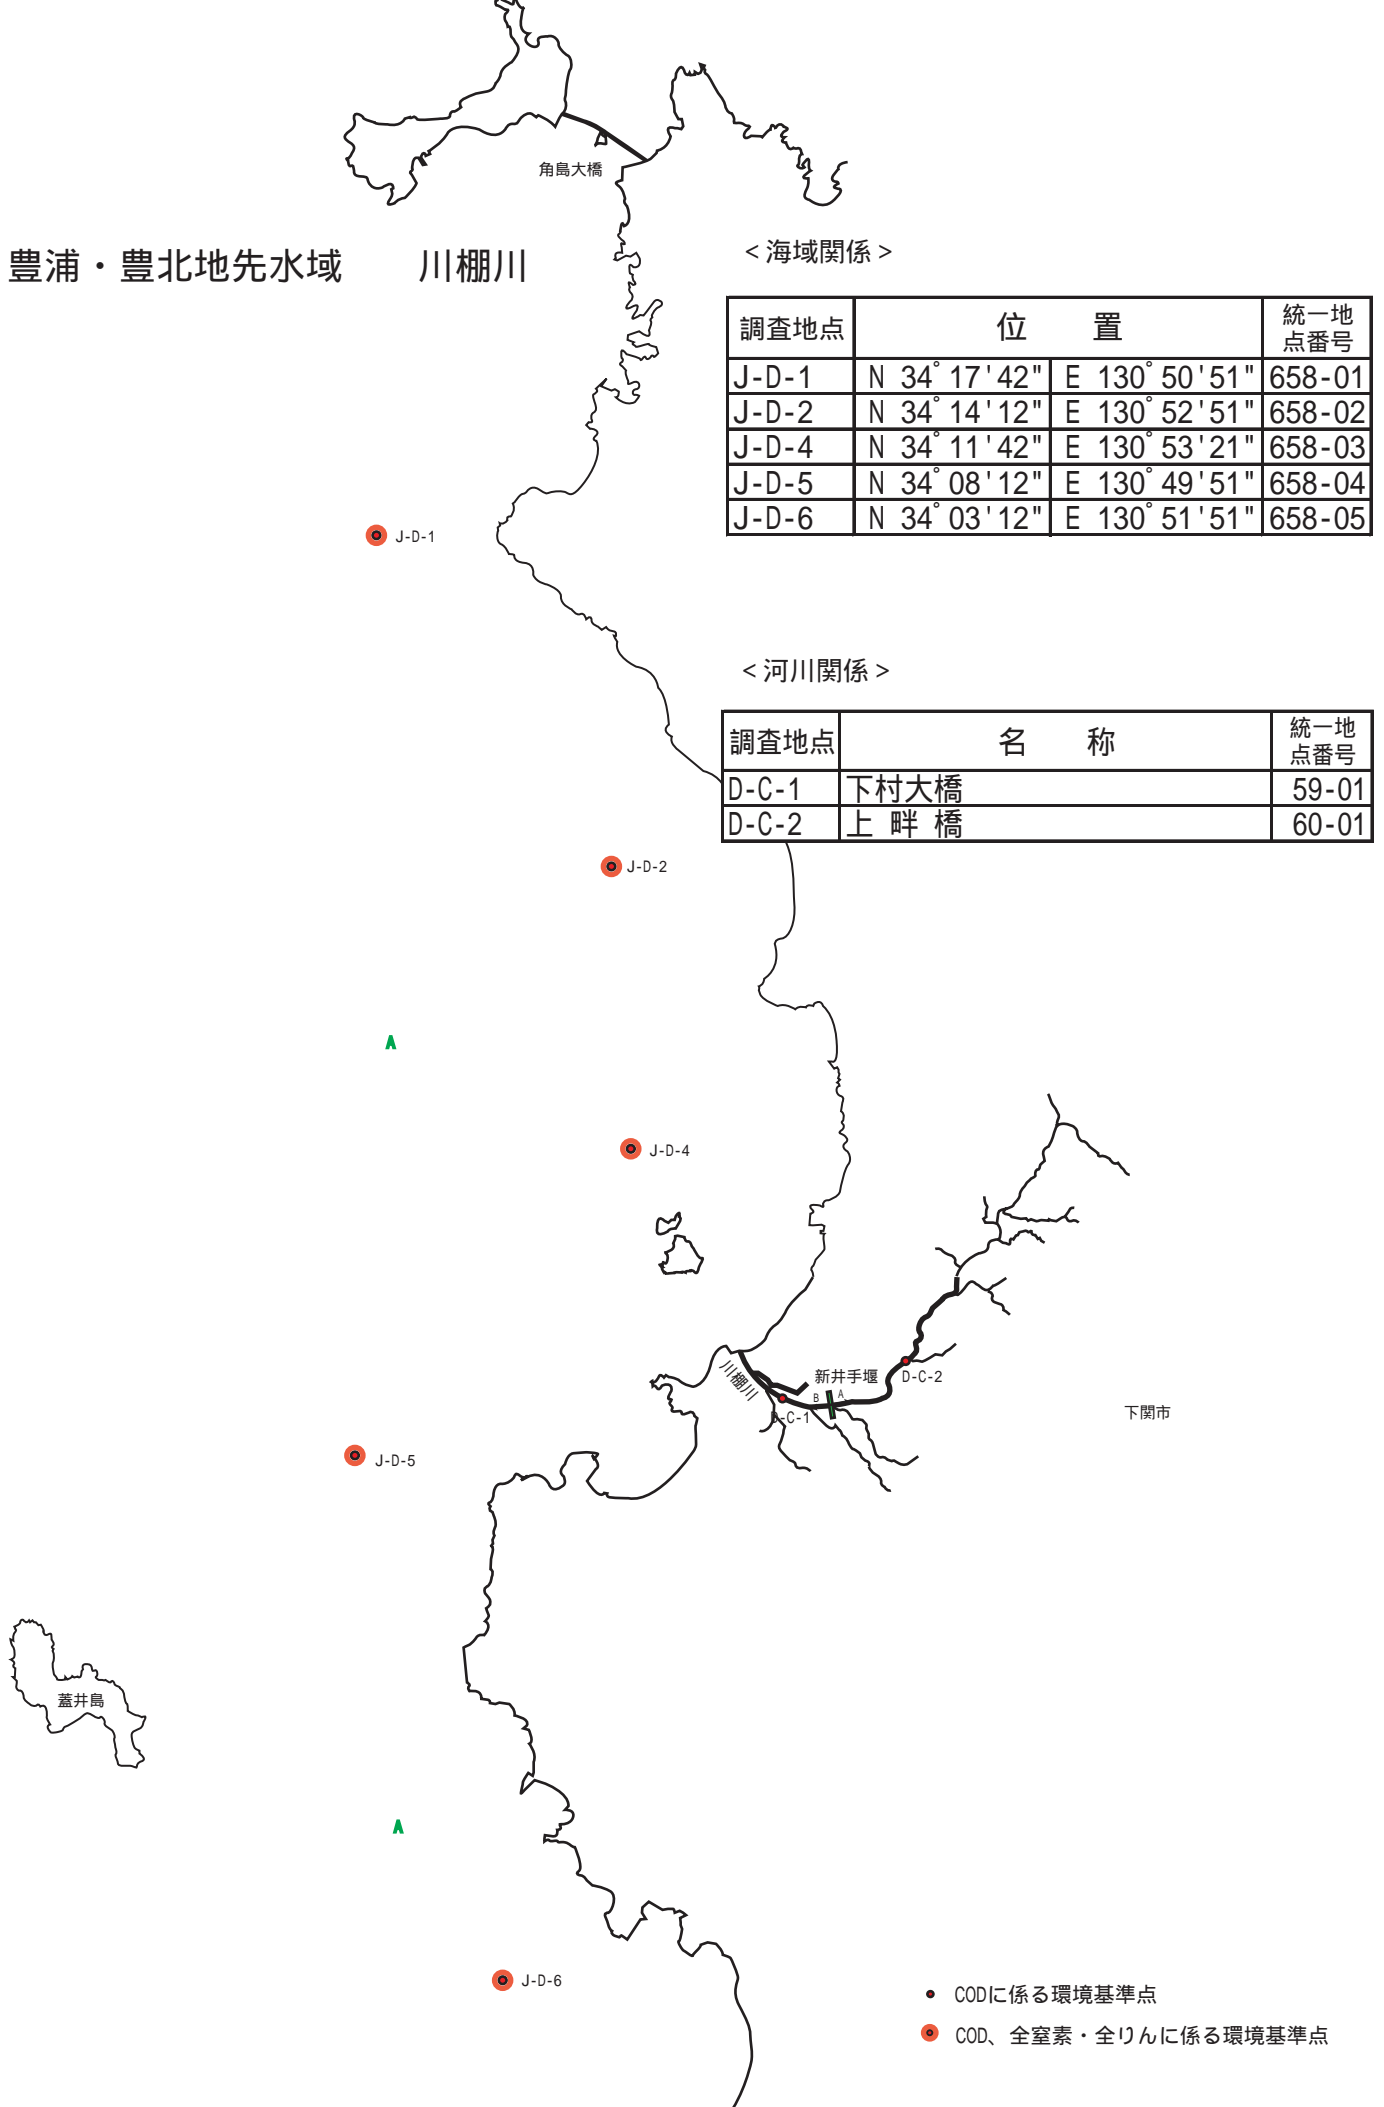 角島大橋
豊浦・豊北地先水域　　川棚川
＜海域関係＞
調査地点 位　置 統一地点番号
J-D-1 N 34ﾟ17'42" E 130ﾟ50'51" 658-01
J-D-2 N 34ﾟ14'12" E 130ﾟ52'51" 658-02
J-D-4 N 34ﾟ11'42" E 130ﾟ53'21" 658-03
J-D-5 N 34ﾟ08'12" E 130ﾟ49'51" 658-04
J-D-6 N 34ﾟ03'12" E 130ﾟ51'51" 658-05
J-D-1
＜河川関係＞
調査地点 名　称 統一地点番号
D-C-1 下村大橋 59-01
D-C-2 上畔橋 60-01
J-D-2
A
J-D-4
川棚川
新井手堰
D-C-2
B A
D-C-1
下関市
J-D-5
蓋井島
A
J-D-6
CODに係る環境基準点
COD、全窒素・全りんに係る環境基準点